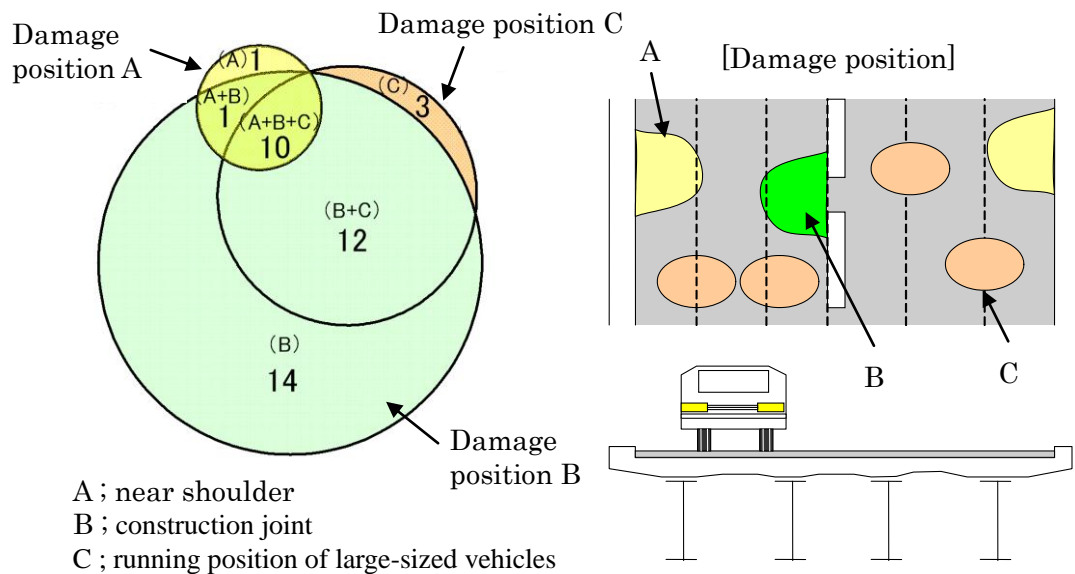 Damage
position A
Damage position C
(A) 1
(C) 3
(A+B)
1
(A+B+C)
10
(B+C)
12
(B)
14
Damage
position B
A ; near shoulder
B ; construction joint
C ; running position of large-sized vehicles
[Damage position]
A
B
C